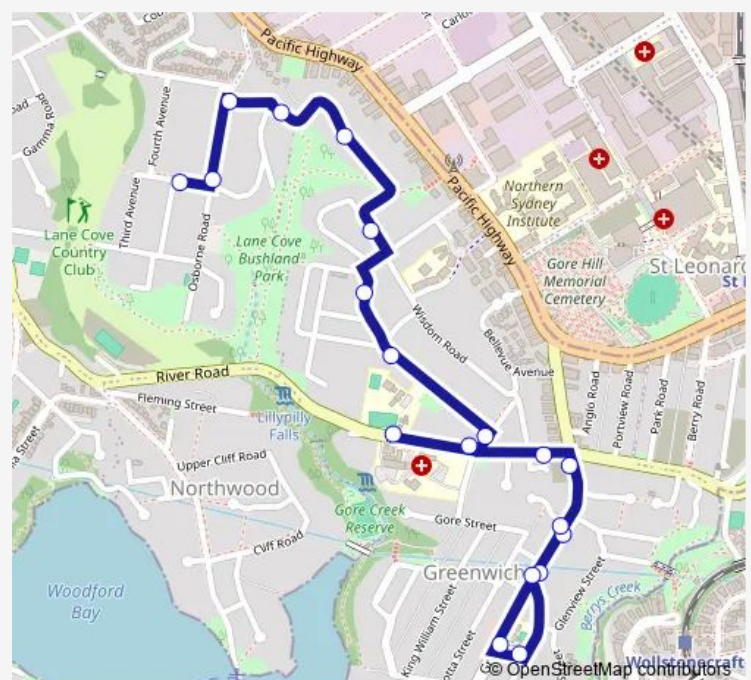 Pacific Highway
Gamma Road
Fourth Avenue
Third Avenue
Osborne Road
Lane Cove
Country
Club
Lane Cove
Bushland
Park
Pacific Highway
Northern
Sydney
Institute
Gore Hill
Memorial
Cemetery
St Leonard
Wisdom Road
Bellevue Avenue
River Road
Fleming Street
Lillypilly
Falls
Anglo Road
Portview Road
Park Road
Berry Road
Upper Cliff Road
Northwood
Gore Creek
Reserve
Gore Street
Cliff Road
Greenwich
Woodford
Bay
King William Street
Glenview Street
Berrys Creek
Wollstonecraft
© OpenStreetMap contributors